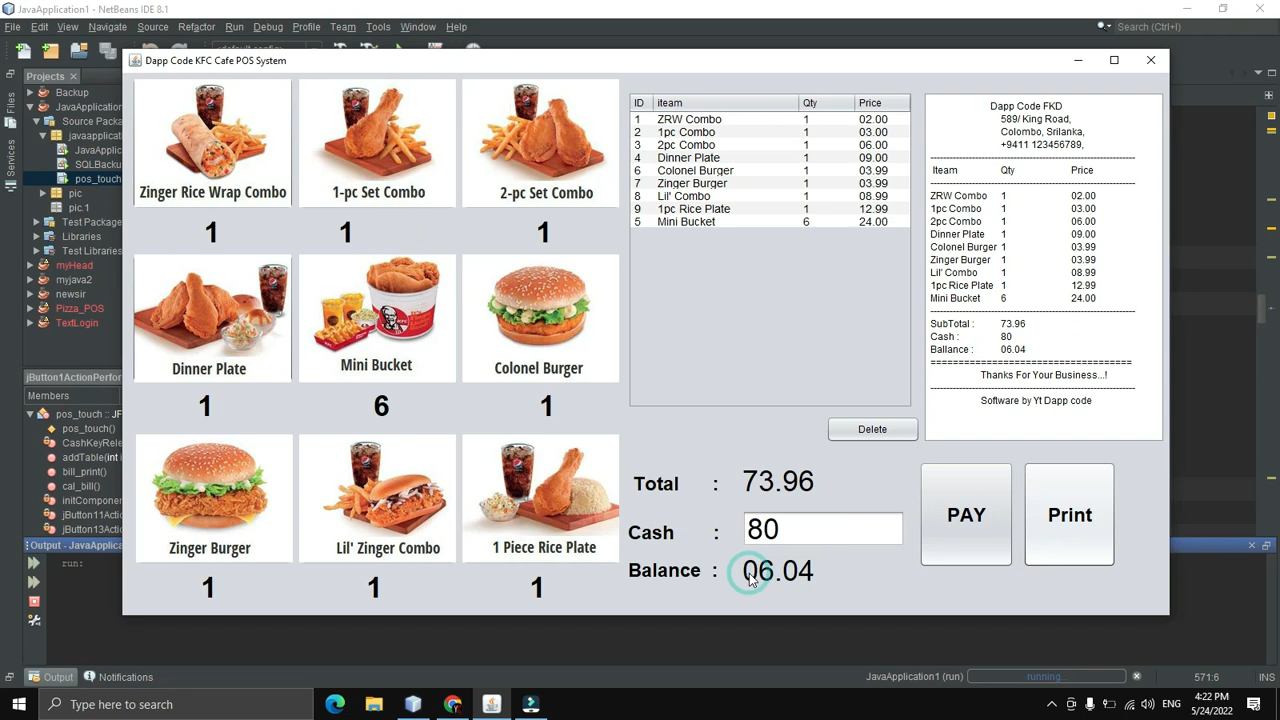 JavaApplication1 - NetBeans IDE 8.1
File Edit View Navigate Source Refactor Run Debug Profile Team Tools Window Help
Search (Ctrl+I)
Projects
Files
Services
Backup
JavaApplication
Source Pack
javaapplicat
JavaApplic
SQLBacku
pos_touch
pic
pic.1
Test Package
Libraries
Test Librarie
myHead
myjava2
newsir
Pizza_POS
TextLogin
jButton1ActionPerfor
Members
pos_touch :: JF
pos_touch()
CashKeyRele
addTable(int i
bill_print()
cal_bill()
initComponen
jButton11Actio
jButton13Actio
Output - JavaApplica
run:
Dapp Code KFC Cafe POS System
Zinger Rice Wrap Combo
1
1-pc Set Combo
1
2-pc Set Combo
1
Dinner Plate
1
Mini Bucket
6
Colonel Burger
1
Zinger Burger
1
Lil' Zinger Combo
1
1 Piece Rice Plate
1
ID iteam Qty Price
1 ZRW Combo 1 02.00
2 1pc Combo 1 03.00
3 2pc Combo 1 06.00
4 Dinner Plate 1 09.00
6 Colonel Burger 1 03.99
7 Zinger Burger 1 03.99
8 Lil' Combo 1 08.99
9 1pc Rice Plate 1 12.99
5 Mini Bucket 6 24.00
Delete
Total : 73.96
Cash : 80
Balance : 06.04
Dapp Code FKD
589/ King Road,
Colombo, Srilanka,
+9411 123456789,
Iteam Qty Price
ZRW Combo 1 02.00
1pc Combo 1 03.00
2pc Combo 1 06.00
Dinner Plate 1 09.00
Colonel Burger 1 03.99
Zinger Burger 1 03.99
Lil' Combo 1 08.99
1pc Rice Plate 1 12.99
Mini Bucket 6 24.00
SubTotal : 73.96
Cash : 80
Ballance : 06.04
Thanks For Your Business...!
Software by Yt Dapp code
PAY
Print
Output Notifications
JavaApplication1 (run) running... 571:6 INS
Type here to search
ENG
4:22 PM
5/24/2022